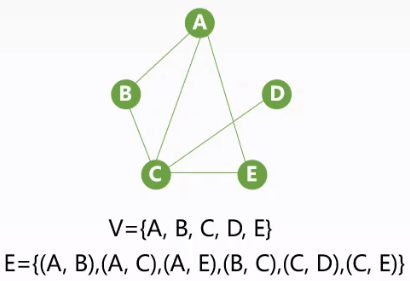 A
B
D
C
E
V={A, B, C, D, E}
E={(A, B),(A, C),(A, E),(B, C),(C, D),(C, E)}